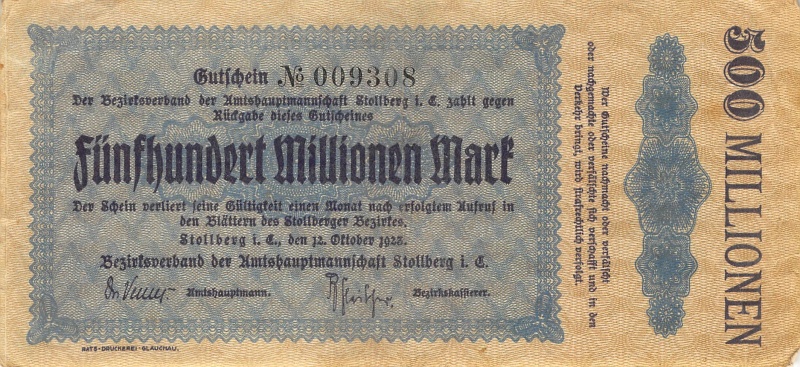 Gutschein № 009308
Der Bezirksverband der Amtshauptmannschaft Stollberg i. E. zahlt gegen
Rückgabe dieses Gutscheines
Fünfhundert Millionen Mark
Der Schein verliert seine Gültigkeit einen Monat nach erfolgtem Aufruf in
den Blättern des Stollberger Bezirkes.
Stollberg i. E., den 12. Oktober 1923.
Bezirksverband der Amtshauptmannschaft Stollberg i. E.
Amtshauptmann. Bezirkskassierer.
RATS-DRUCKEREI GLAUCHAU.
Wer Gutscheine nachmacht oder verfälscht
oder nachgemachte oder verfälschte sich verschafft und in den
Verkehr bringt, wird strafrechtlich verfolgt.
500 MILLIONEN